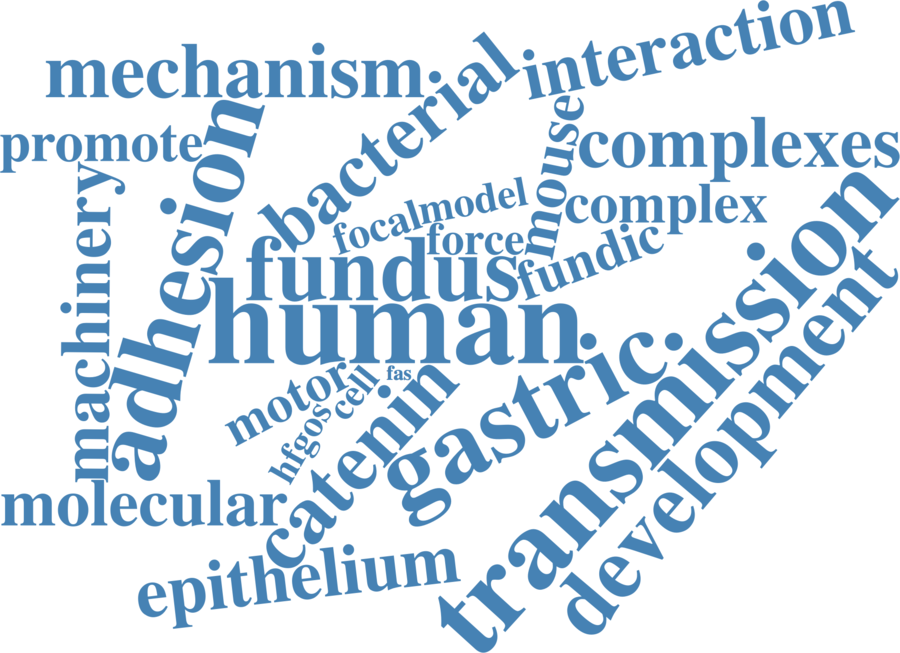 mechanism
interaction
bacterial
promote
adhesion
mouse
complexes
machinery
focalmodel
complex
force
fundus
fundic
human
transmission
development
motor
cell
fas
hfgos
catenin
gastric
molecular
epithelium